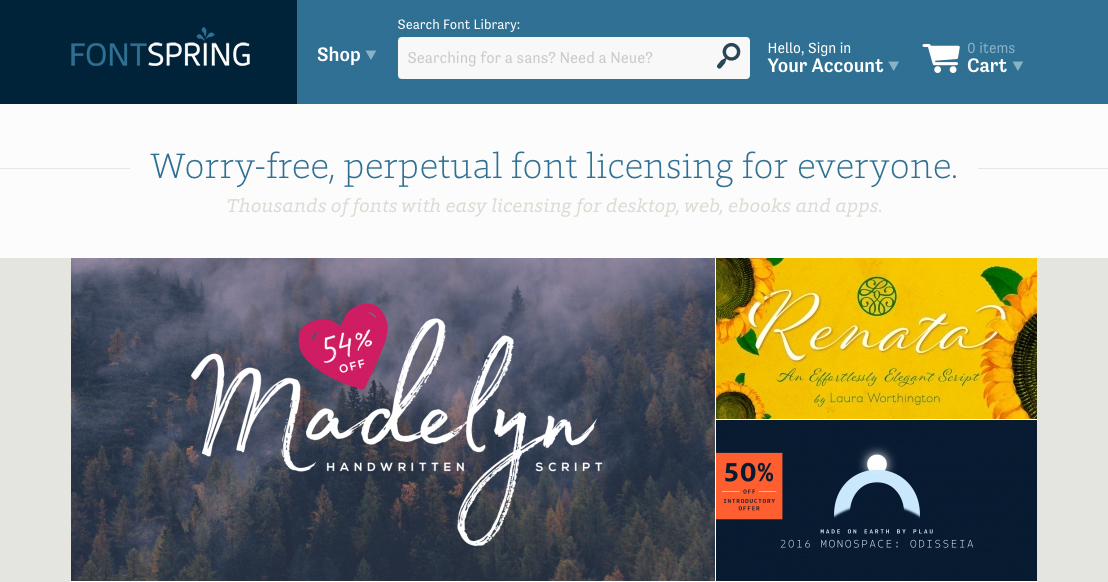 FONTSPRING
Shop
Search Font Library:
Searching for a sans? Need a Neue?
Hello, Sign in
Your Account
0 items
Cart
Worry-free, perpetual font licensing for everyone.
Thousands of fonts with easy licensing for desktop, web, ebooks and apps.
54%
OFF
Madelyn
HANDWRITTEN SCRIPT
Renata
An Effortlessly Elegant Script
by Laura Worthington
50%
OFF
INTRODUCTORY
OFFER
MADE ON EARTH BY PLAU
2016 MONOSPACE: ODISSEIA